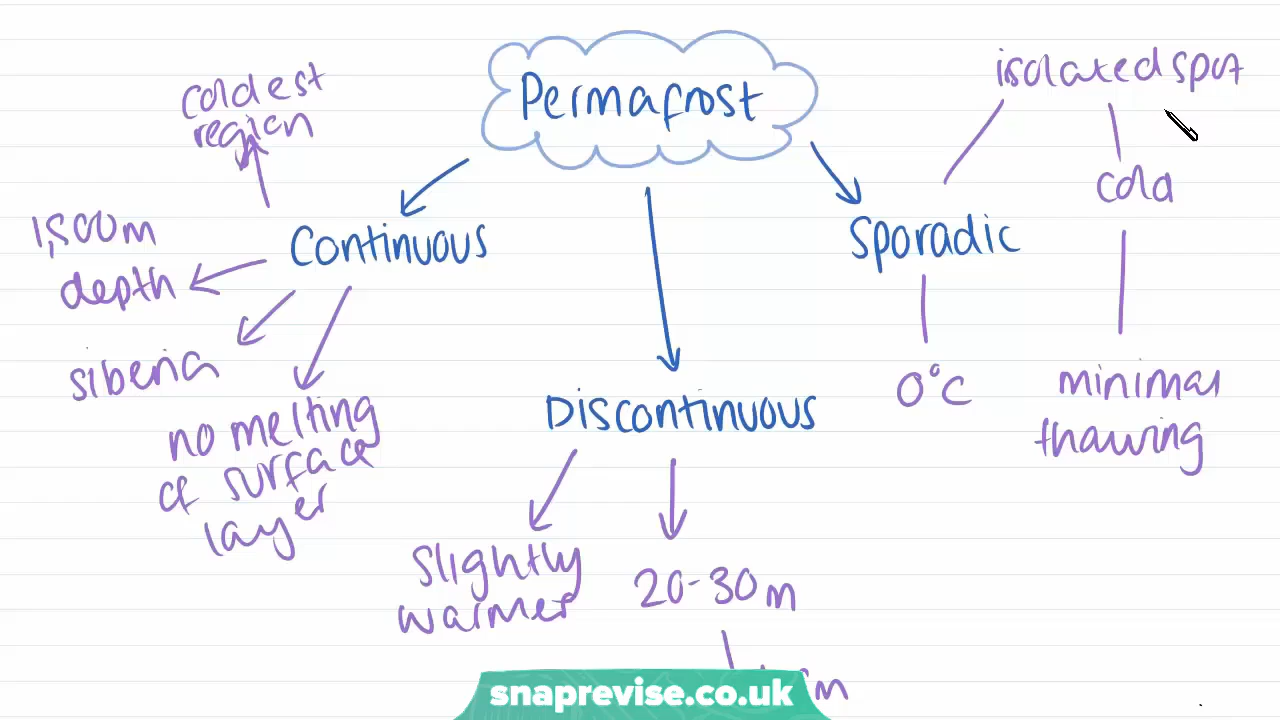 Permafrost
coldest
region
1,500m
depth
Continuous
siberia
no melting
of surface
layer
Discontinuous
slightly
warmer
20-30m
m
isolated spot
Sporadic
cold
0°C
minimal
thawing
snaprevise.co.uk